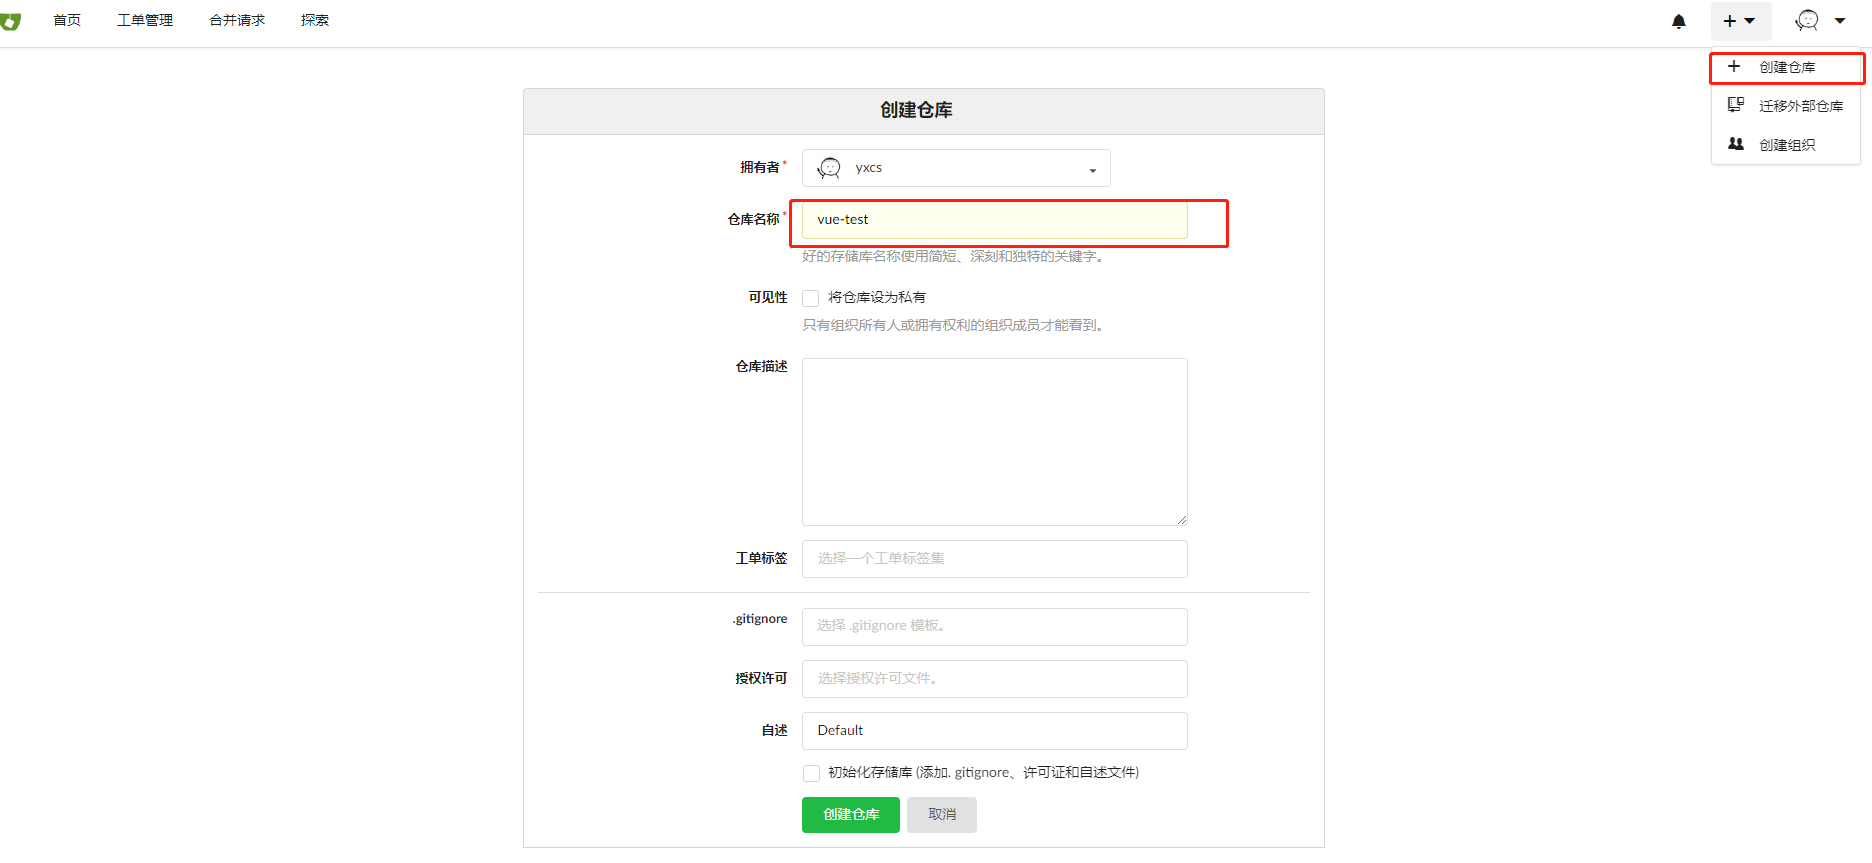 首页 工单管理 合并请求 探索
创建仓库
迁移外部仓库
创建组织
创建仓库
拥有者* yxcs
仓库名称* vue-test
好的存储库名称使用简短、深刻和独特的关键字。
可见性 将仓库设为私有
只有组织所有人或拥有权利的组织成员才能看到。
仓库描述
工单标签 选择一个工单标签集
.gitignore 选择 .gitignore 模板。
授权许可 选择授权许可文件。
自述 Default
初始化存储库 (添加. gitignore、许可证和自述文件)
创建仓库 取消